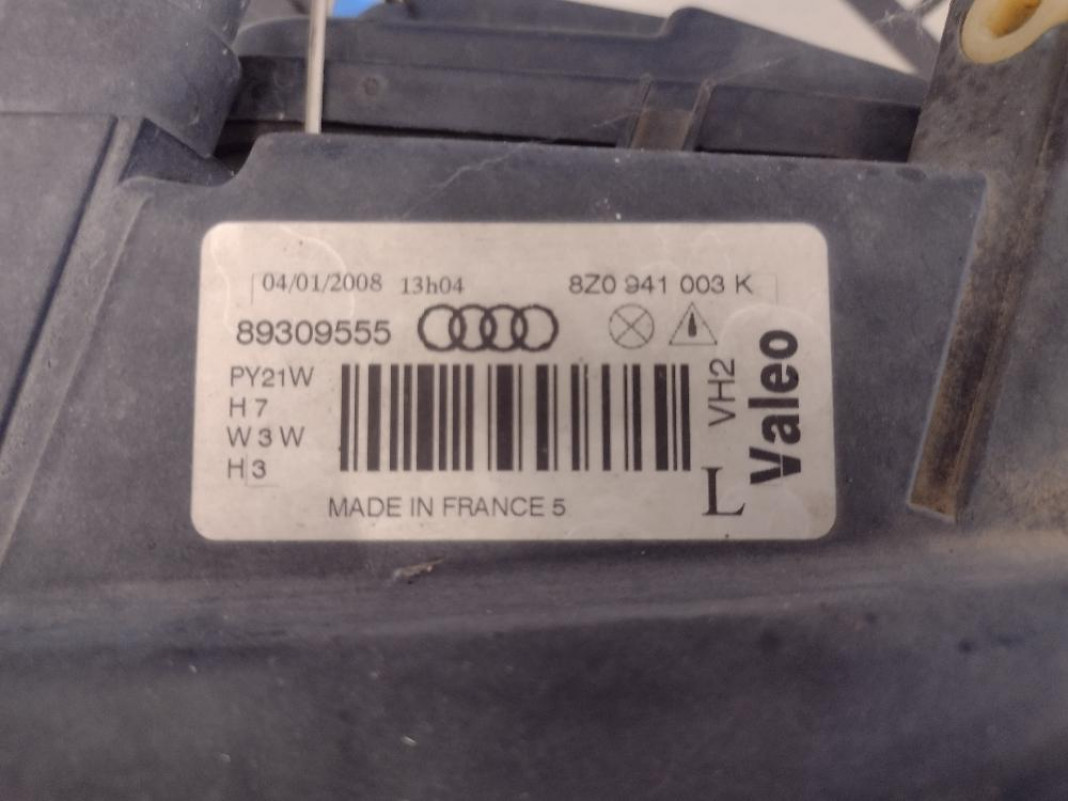 04/01/2008 13h04 8Z0 941 003 K
89309555
PY21W
H 7
W 3 W
H 3
MADE IN FRANCE 5
VH2
L
Valeo